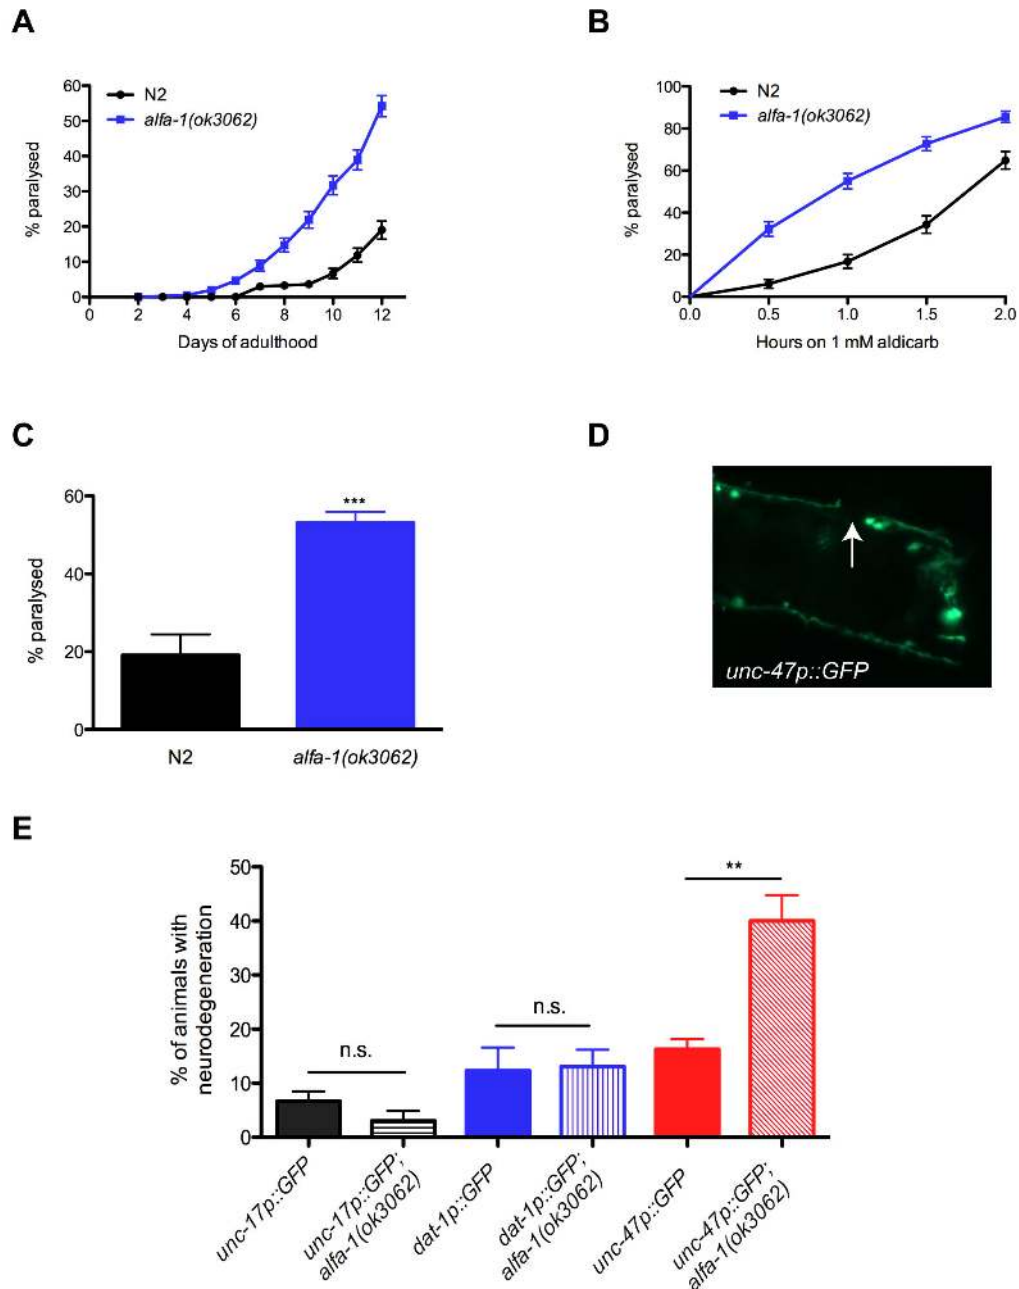 A
N2
alfa-1(ok3062)
% paralysed
60
50
40
30
20
10
0
0 2 4 6 8 10 12
Days of adulthood
B
N2
alfa-1(ok3062)
% paralysed
100
80
60
40
20
0
0.0 0.5 1.0 1.5 2.0
Hours on 1 mM aldicarb
C
% paralysed
60
40
20
0
***
N2
alfa-1(ok3062)
D
unc-47p::GFP
E
% of animals with
neurodegeneration
50
40
30
20
10
0
n.s.
n.s.
**
unc-17p::GFP
unc-17p::GFP;
alfa-1(ok3062)
dat-1p::GFP
dat-1p::GFP;
alfa-1(ok3062)
unc-47p::GFP
unc-47p::GFP;
alfa-1(ok3062)